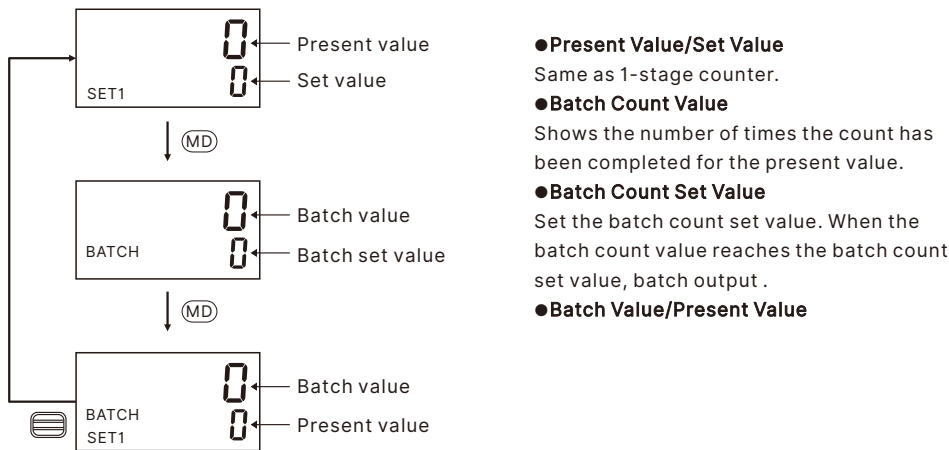 0
Present value
0
Set value
SET1
MD
0
Batch value
BATCH
0
Batch set value
MD
0
Batch value
BATCH
0
Present value
SET1
●Present Value/Set Value
Same as 1-stage counter.
●Batch Count Value
Shows the number of times the count has
been completed for the present value.
●Batch Count Set Value
Set the batch count set value. When the
batch count value reaches the batch count
set value, batch output .
●Batch Value/Present Value